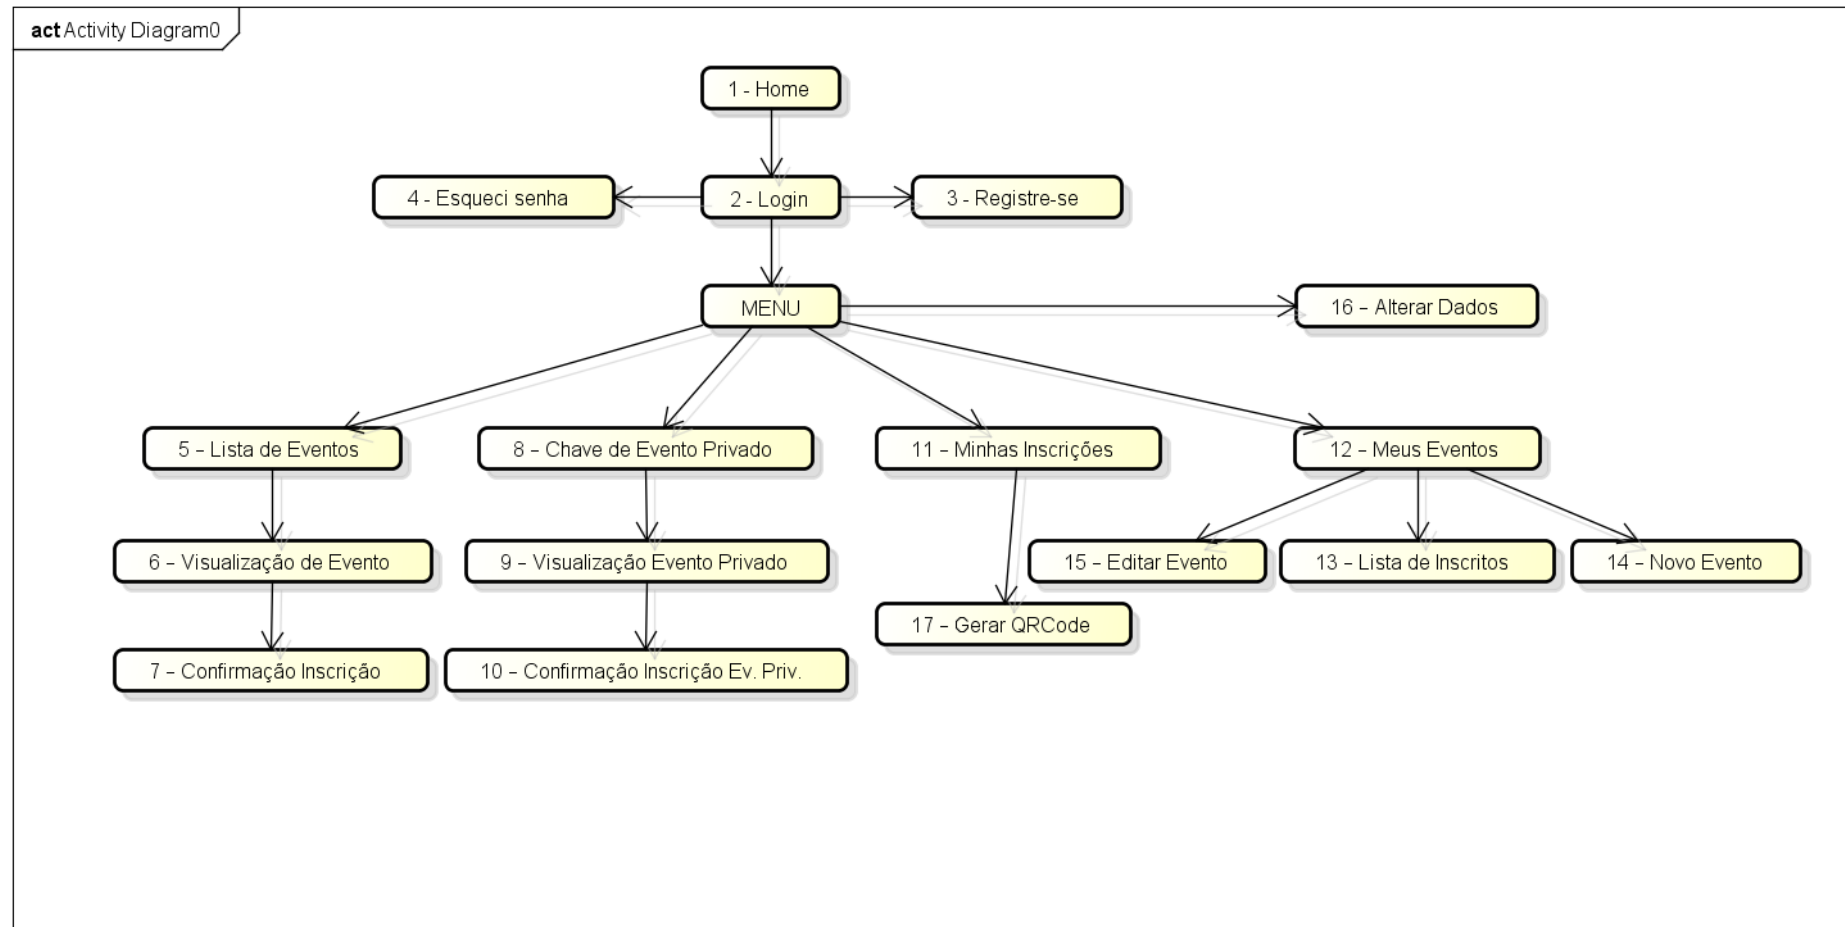 act Activity Diagram0
1 - Home
4 - Esqueci senha
2 - Login
3 - Registre-se
MENU
16 – Alterar Dados
5 – Lista de Eventos
8 – Chave de Evento Privado
11 – Minhas Inscrições
12 – Meus Eventos
6 – Visualização de Evento
9 – Visualização Evento Privado
15 – Editar Evento
13 – Lista de Inscritos
14 – Novo Evento
17 – Gerar QRCode
7 – Confirmação Inscrição
10 – Confirmação Inscrição Ev. Priv.